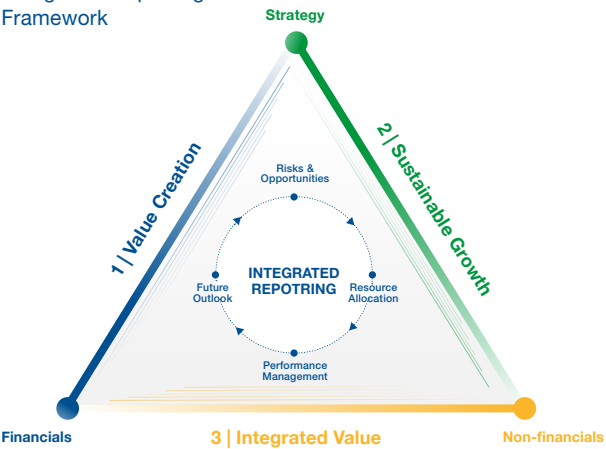 Framework
Strategy
1 | Value Creation
2 | Sustainable Growth
Risks &
Opportunities
INTEGRATED
REPOTRING
Future
Outlook
Resource
Allocation
Performance
Management
Financials
3 | Integrated Value
Non-financials